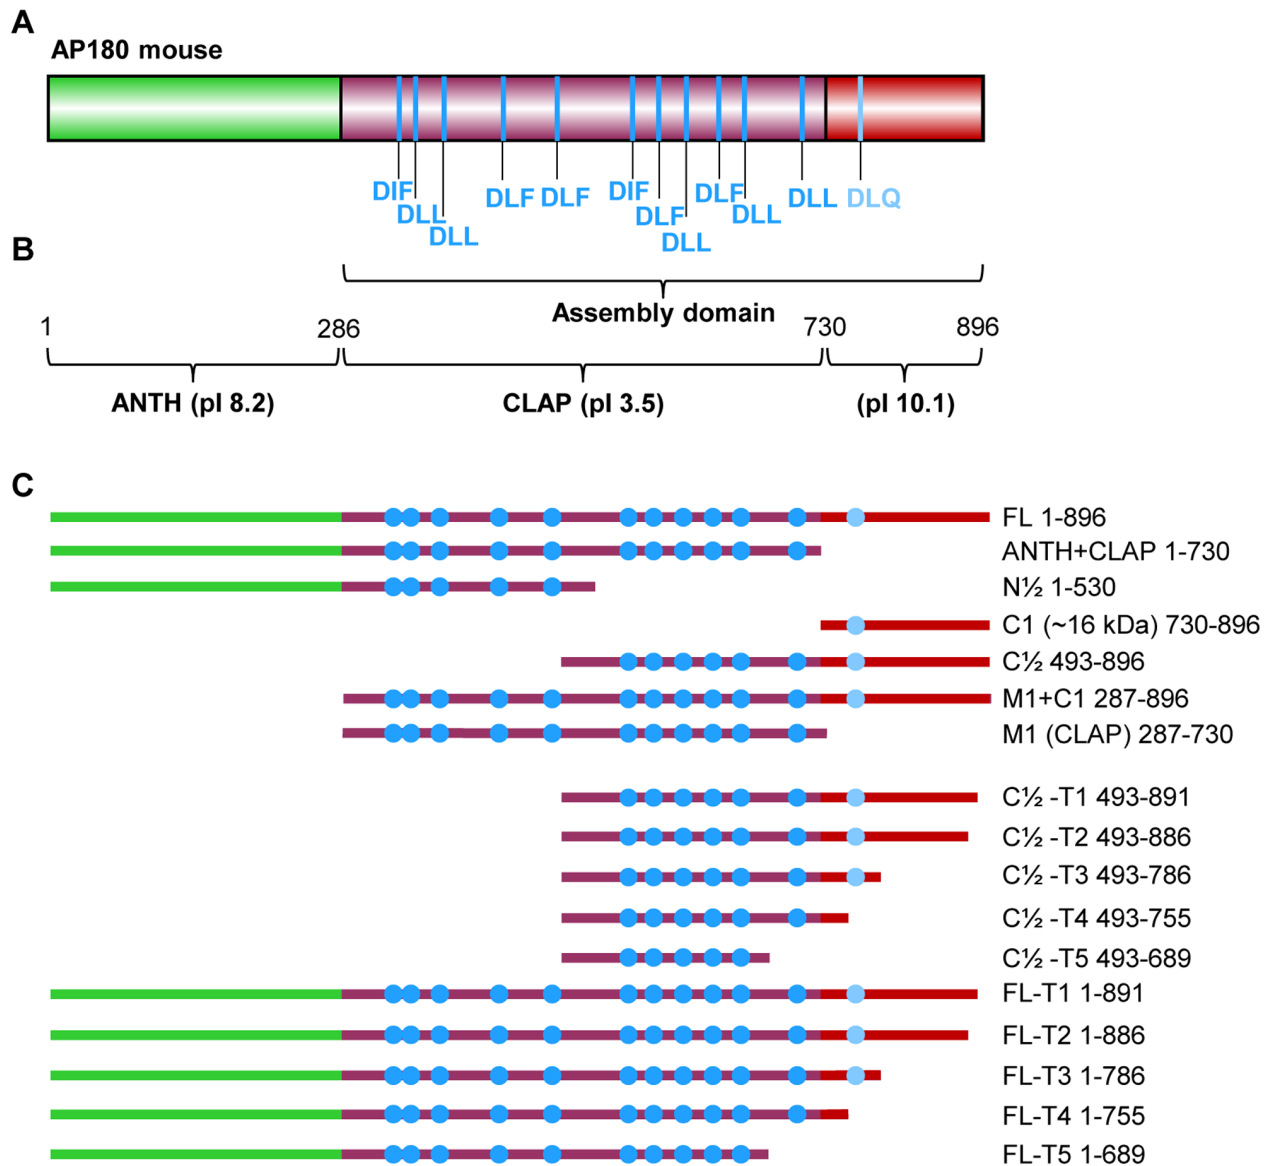 A
AP180 mouse
DIF
DLL
DLL
DLF
DLF
DIF
DLF
DLL
DLF
DLL
DLL
DLQ
B
Assembly domain
1
286
730
896
ANTH (pI 8.2)
CLAP (pI 3.5)
(pI 10.1)
C
FL 1-896
ANTH+CLAP 1-730
N½ 1-530
C1 (~16 kDa) 730-896
C½ 493-896
M1+C1 287-896
M1 (CLAP) 287-730
C½ -T1 493-891
C½ -T2 493-886
C½ -T3 493-786
C½ -T4 493-755
C½ -T5 493-689
FL-T1 1-891
FL-T2 1-886
FL-T3 1-786
FL-T4 1-755
FL-T5 1-689